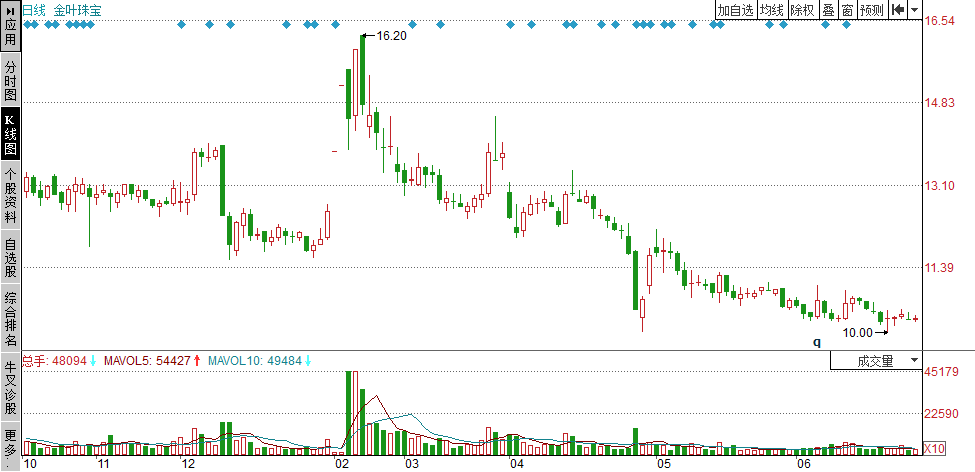 日线 金叶珠宝
加自选 均线 除权 叠 窗 预测
应用
分时图
K线图
个股资料
自选股
综合排名
牛叉诊股
更多
16.54
16.20
14.83
13.10
11.39
10.00
q
总手: 48094 MAVOL5: 54427 MAVOL10: 49484
成交量
45179
22590
X10
10 11 12 02 03 04 05 06